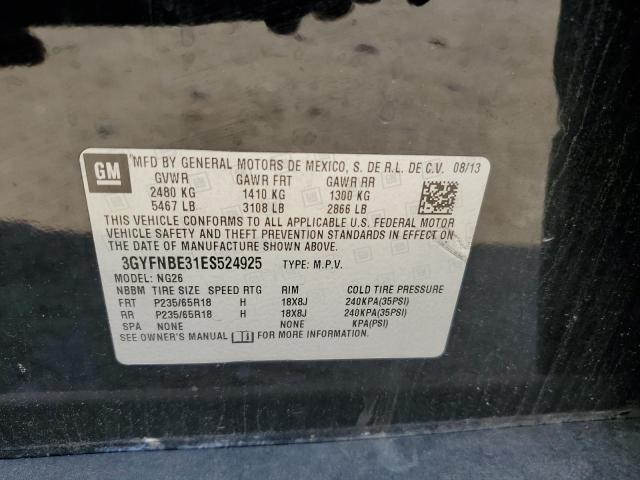 GM
MFD BY GENERAL MOTORS DE MEXICO, S. DE R.L. DE C.V. 08/13
GVWR GAWR FRT GAWR RR
2480 KG 1410 KG 1300 KG
5467 LB 3108 LB 2866 LB
THIS VEHICLE CONFORMS TO ALL APPLICABLE U.S. FEDERAL MOTOR
VEHICLE SAFETY AND THEFT PREVENTION STANDARDS IN EFFECT ON THE
DATE OF MANUFACTURE SHOWN ABOVE.
3GYFNBE31ES524925 TYPE: M.P.V.
MODEL: NG26
NBBM TIRE SIZE SPEED RTG RIM COLD TIRE PRESSURE
FRT P235/65R18 H 18X8J 240KPA(35PSI)
RR P235/65R18 H 18X8J 240KPA(35PSI)
SPA NONE NONE KPA(PSI)
SEE OWNER'S MANUAL FOR MORE INFORMATION.